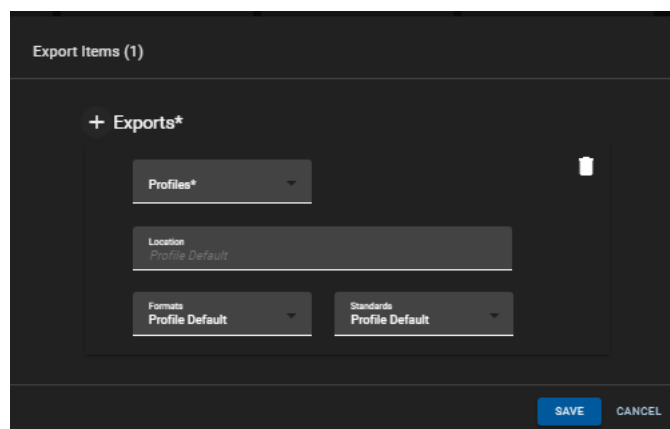 Export Items (1)
+ Exports*
Profiles*
Location
Profile Default
Formats
Profile Default
Standards
Profile Default
SAVE CANCEL